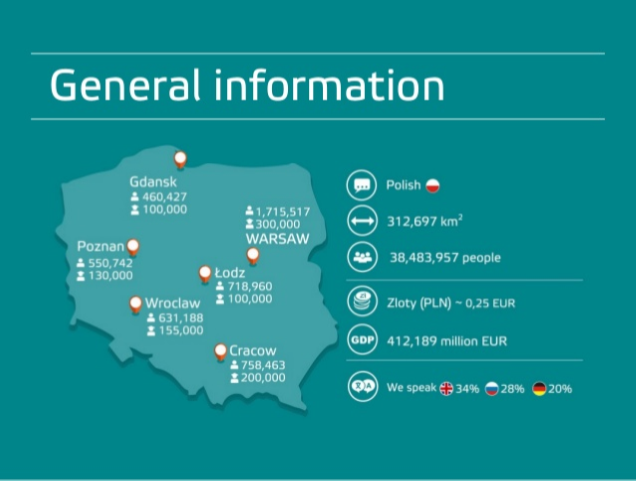 General information
Gdansk
460,427
100,000
1,715,517
300,000
WARSAW
Poznan
550,742
130,000
Łodz
718,960
100,000
Wroclaw
631,188
155,000
Cracow
758,463
200,000
Polish
312,697 km²
38,483,957 people
Zloty (PLN) ~ 0,25 EUR
GDP 412,189 million EUR
We speak 34% 28% 20%